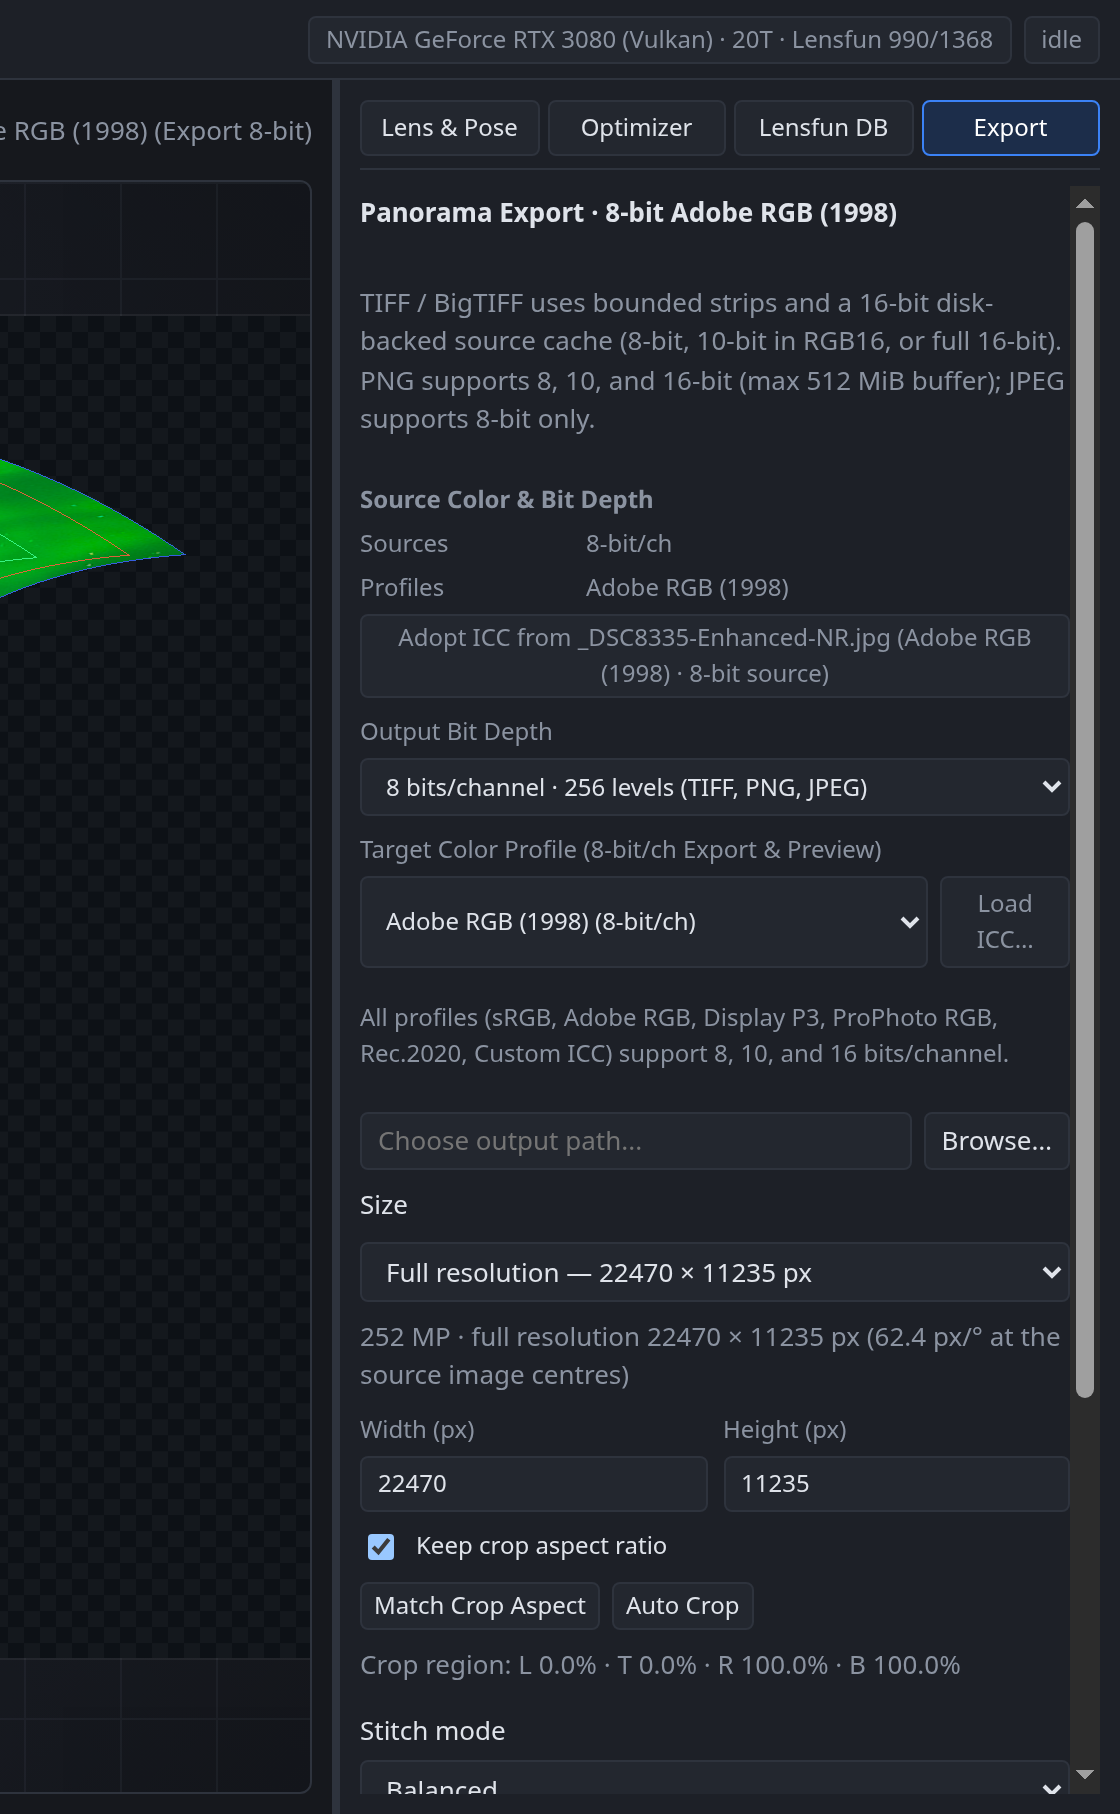 NVIDIA GeForce RTX 3080 (Vulkan) · 20T · Lensfun 990/1368
idle
e RGB (1998) (Export 8-bit)
Lens & Pose
Optimizer
Lensfun DB
Export
Panorama Export · 8-bit Adobe RGB (1998)
TIFF / BigTIFF uses bounded strips and a 16-bit disk-
backed source cache (8-bit, 10-bit in RGB16, or full 16-bit).
PNG supports 8, 10, and 16-bit (max 512 MiB buffer); JPEG
supports 8-bit only.
Source Color & Bit Depth
Sources 8-bit/ch
Profiles Adobe RGB (1998)
Adopt ICC from _DSC8335-Enhanced-NR.jpg (Adobe RGB
(1998) · 8-bit source)
Output Bit Depth
8 bits/channel · 256 levels (TIFF, PNG, JPEG)
Target Color Profile (8-bit/ch Export & Preview)
Adobe RGB (1998) (8-bit/ch)
Load
ICC...
All profiles (sRGB, Adobe RGB, Display P3, ProPhoto RGB,
Rec.2020, Custom ICC) support 8, 10, and 16 bits/channel.
Choose output path...
Browse...
Size
Full resolution — 22470 × 11235 px
252 MP · full resolution 22470 × 11235 px (62.4 px/° at the
source image centres)
Width (px) Height (px)
22470 11235
Keep crop aspect ratio
Match Crop Aspect
Auto Crop
Crop region: L 0.0% · T 0.0% · R 100.0% · B 100.0%
Stitch mode
Balanced